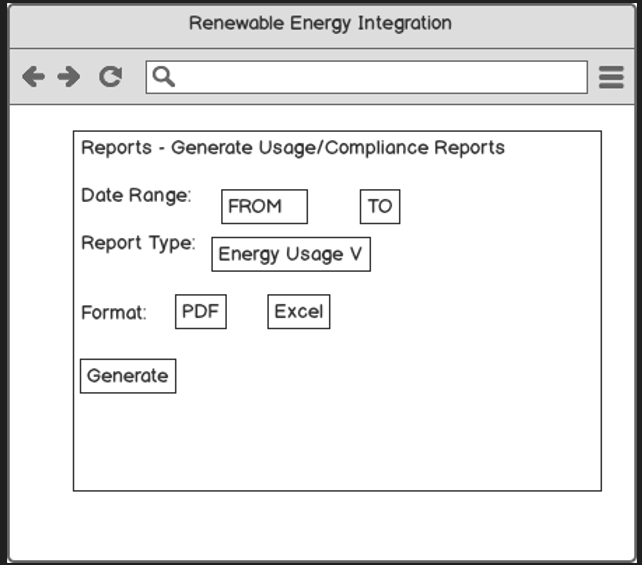 Renewable Energy Integration
Reports - Generate Usage/Compliance Reports
Date Range: FROM TO
Report Type: Energy Usage V
Format: PDF Excel
Generate